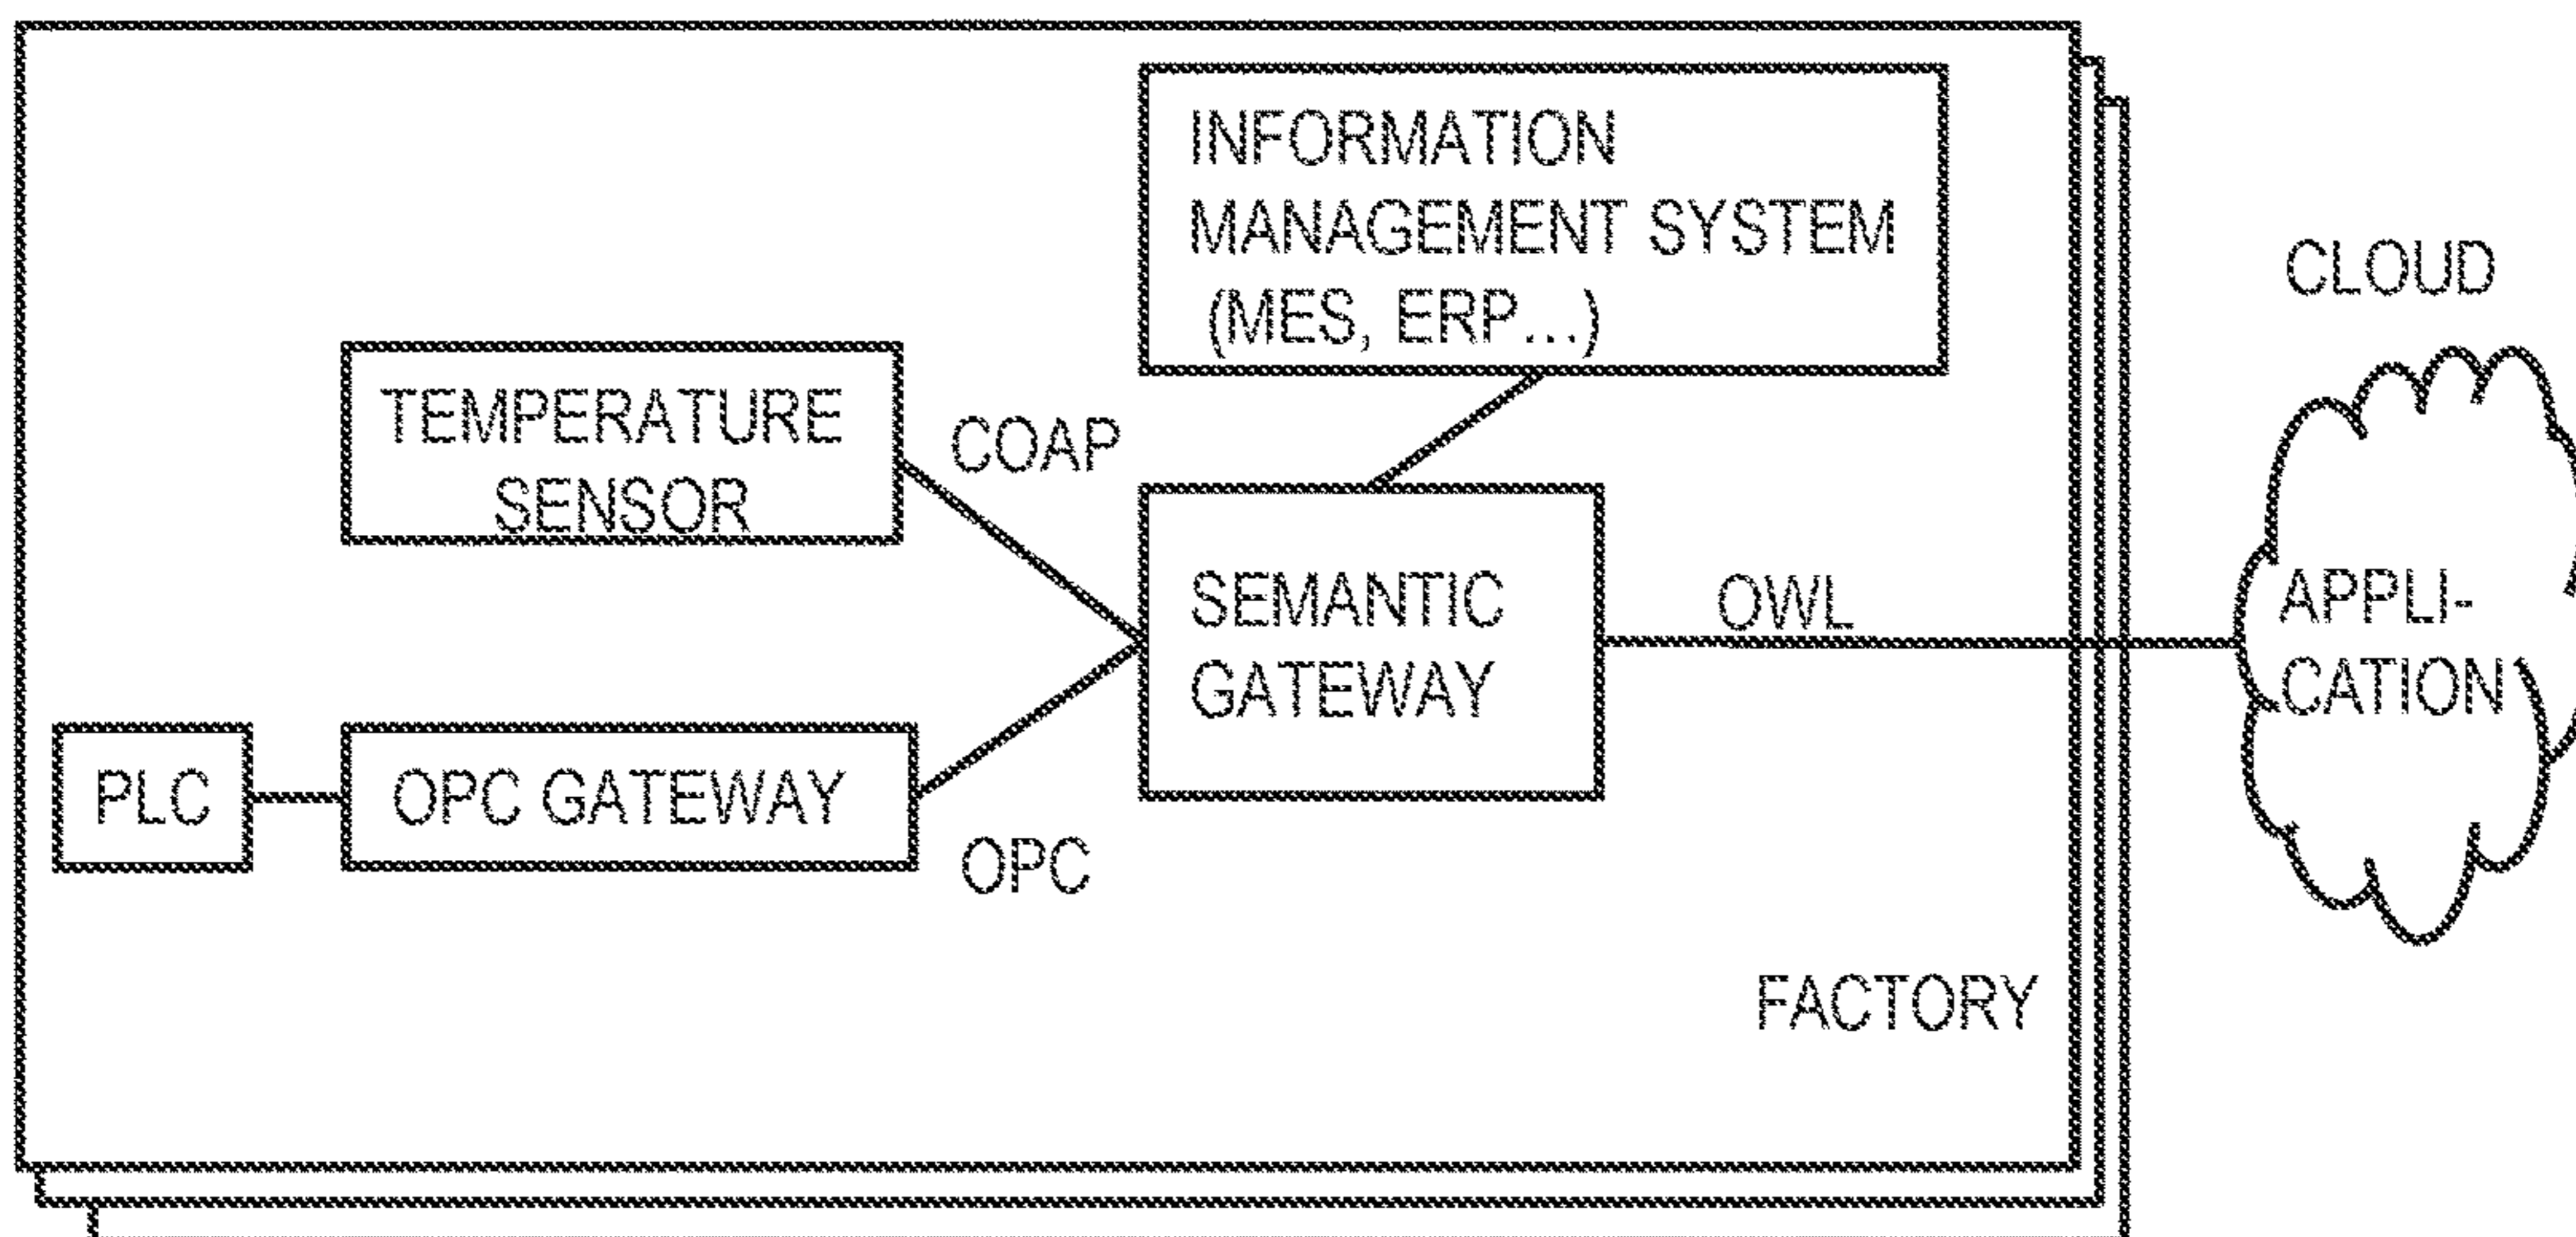 INFORMATION
MANAGEMENT SYSTEM
(MES, ERP...)
CLOUD
TEMPERATURE
SENSOR
COAP
SEMANTIC
GATEWAY
OWL
APPLI-
CATION
PLC
OPC GATEWAY
OPC
FACTORY